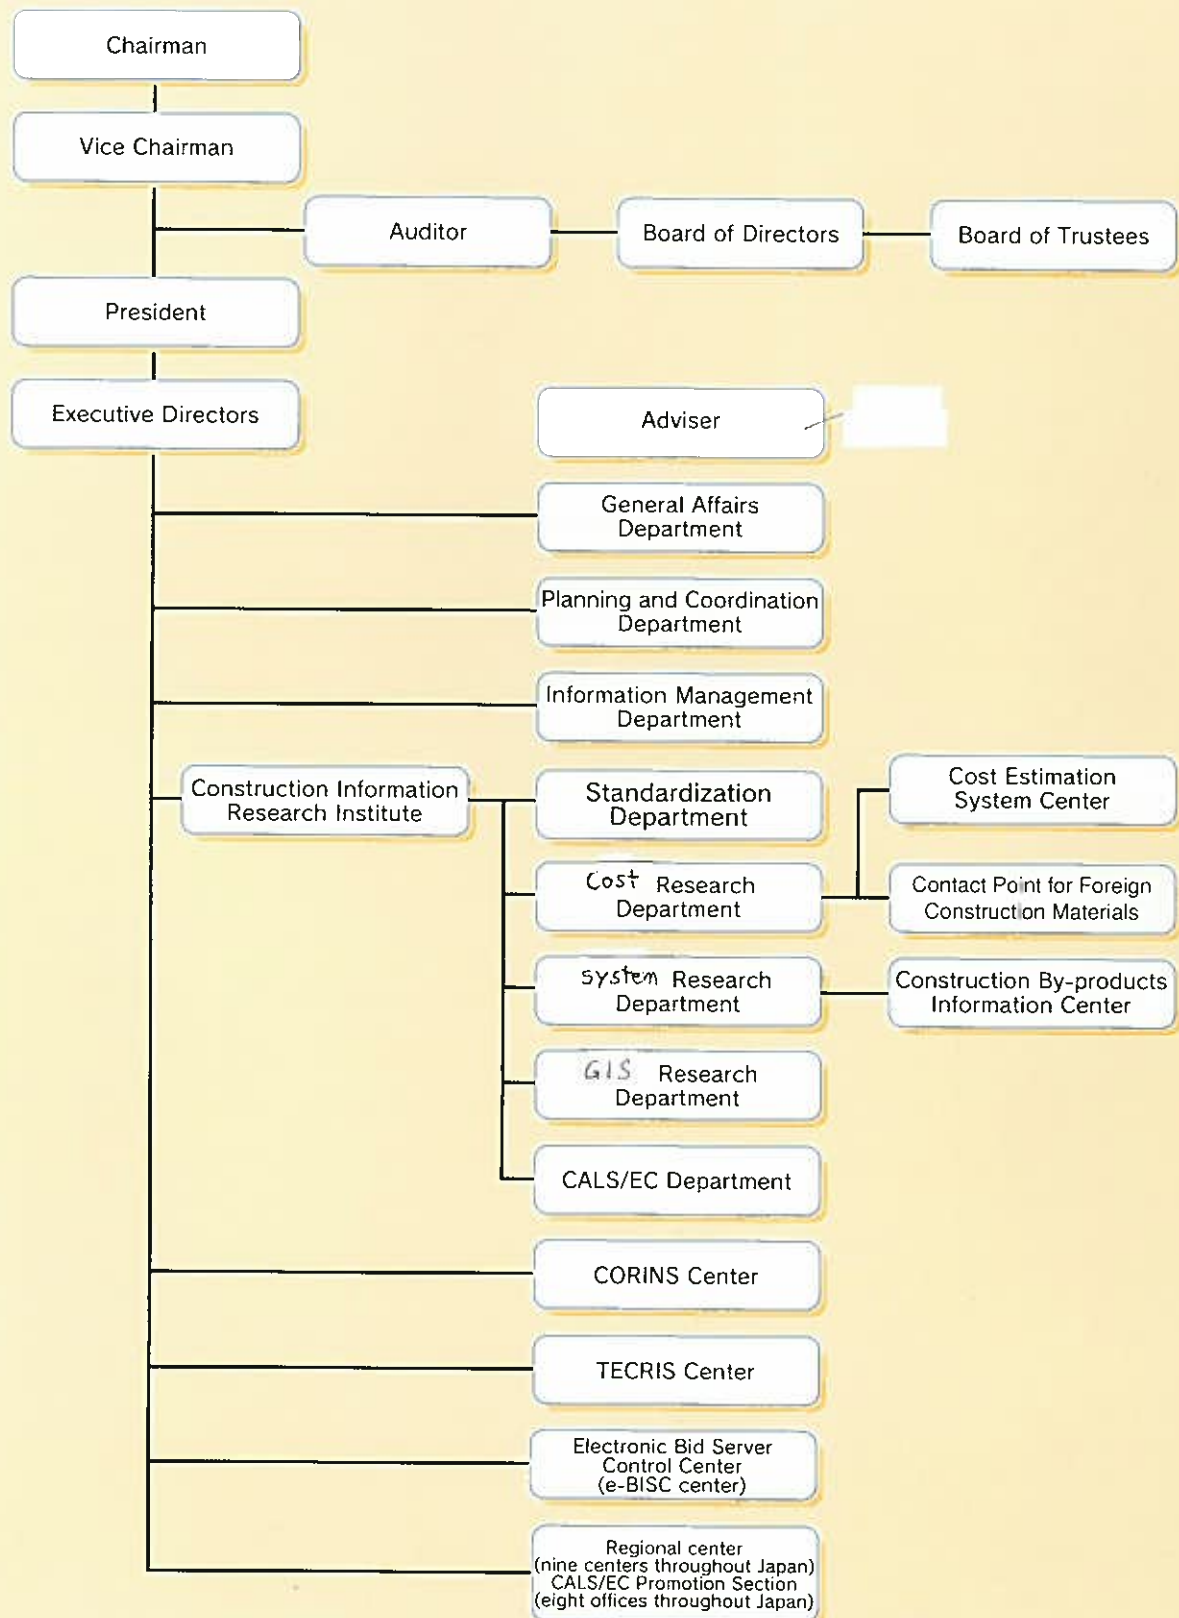 Chairman
Vice Chairman
Auditor
Board of Directors
Board of Trustees
President
Executive Directors
Adviser
General Affairs
Department
Planning and Coordination
Department
Information Management
Department
Construction Information
Research Institute
Standardization
Department
Cost Estimation
System Center
Cost Research
Department
Contact Point for Foreign
Construction Materials
system Research
Department
Construction By-products
Information Center
GIS Research
Department
CALS/EC Department
CORINS Center
TECRIS Center
Electronic Bid Server
Control Center
(e-BISC center)
Regional center
(nine centers throughout Japan)
CALS/EC Promotion Section
(eight offices throughout Japan)